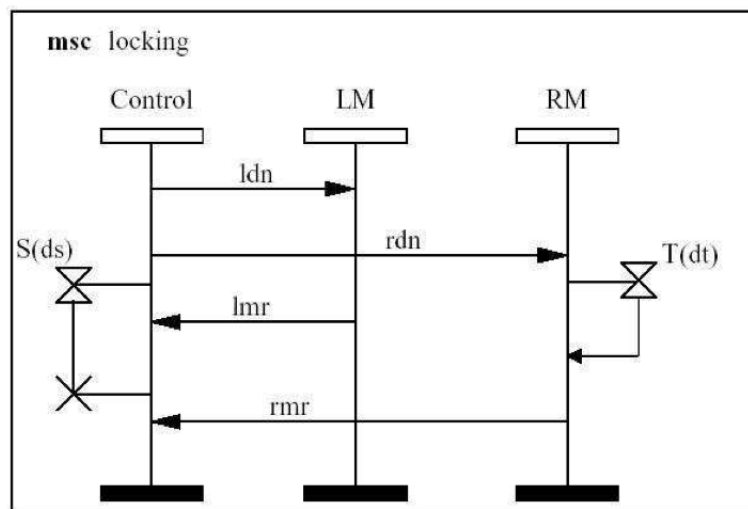 msc locking
Control LM RM
ldn
rdn
S(ds)
T(dt)
lmr
rmr